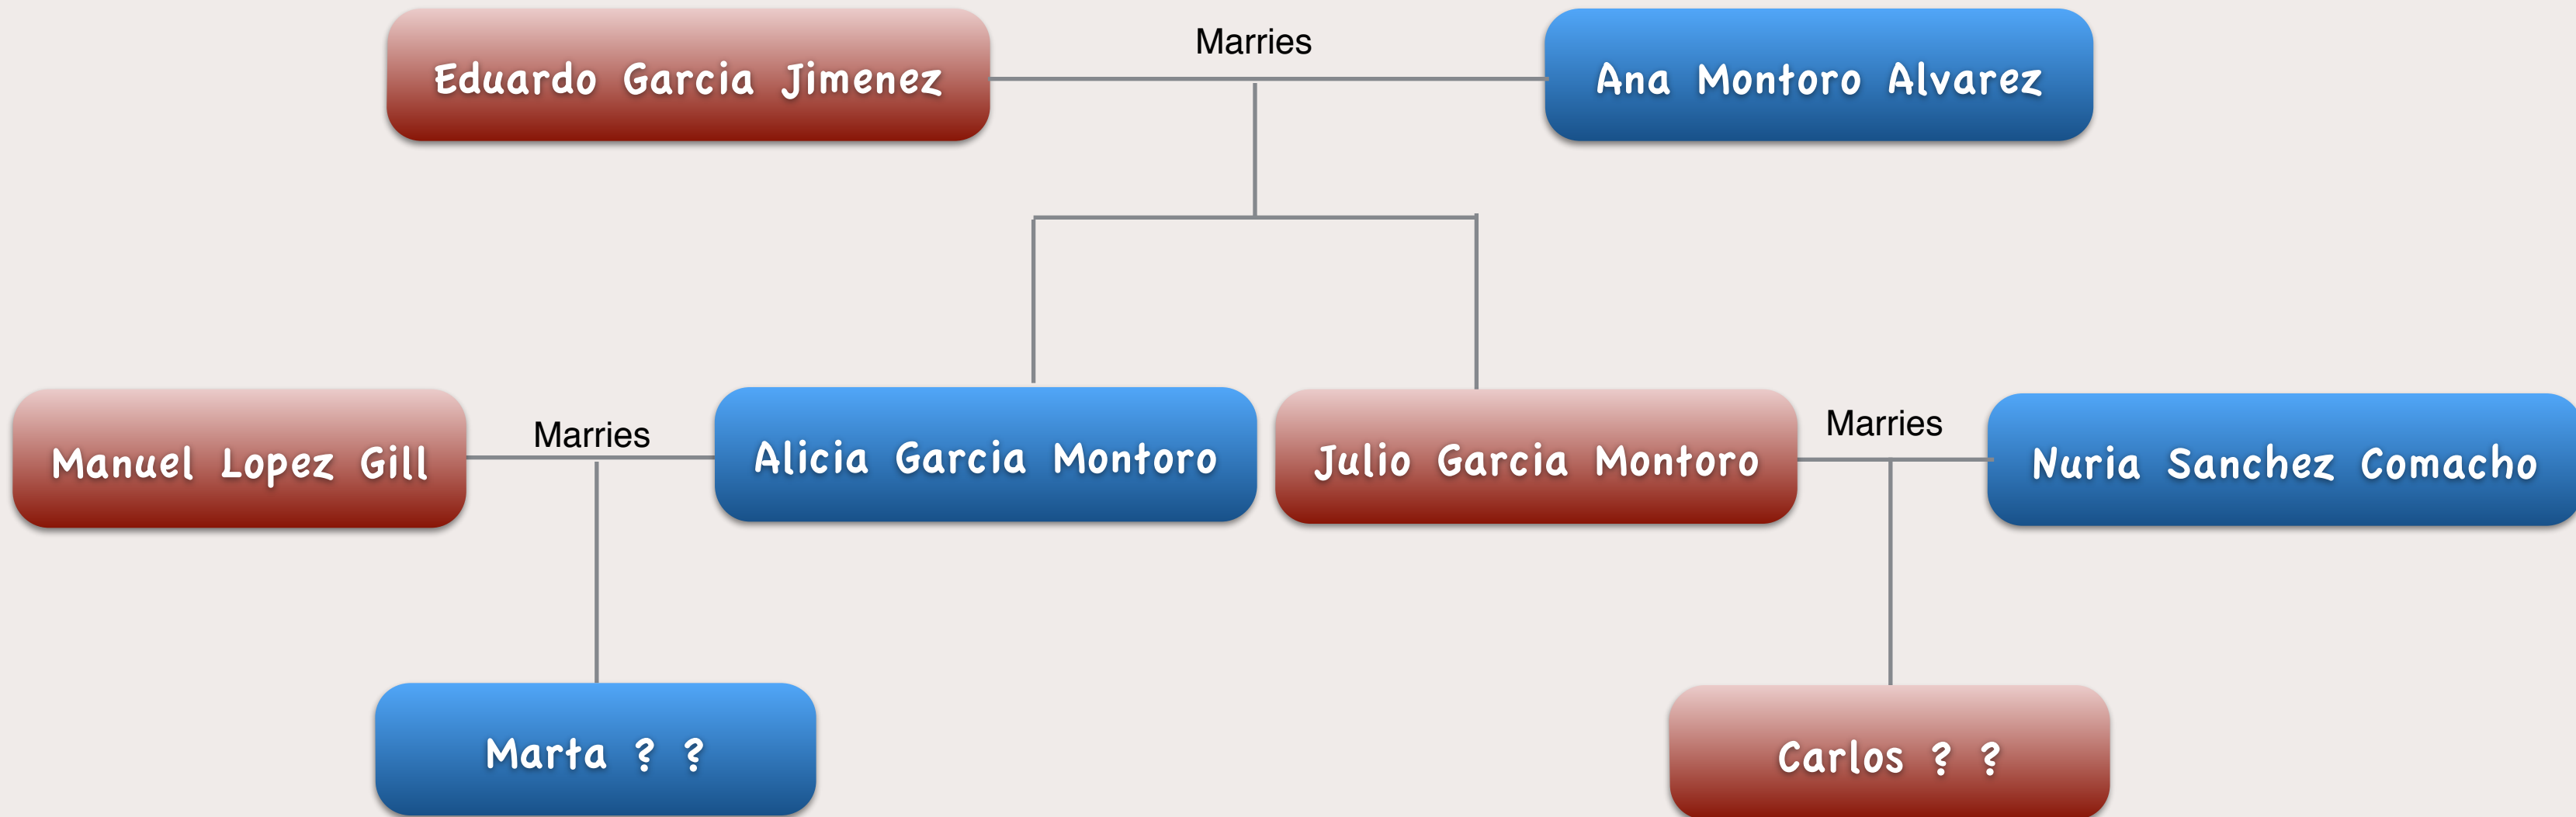 Eduardo Garcia Jimenez
Marries
Ana Montoro Alvarez
Manuel Lopez Gill
Marries
Alicia Garcia Montoro
Julio Garcia Montoro
Marries
Nuria Sanchez Comacho
Marta ? ?
Carlos ? ?